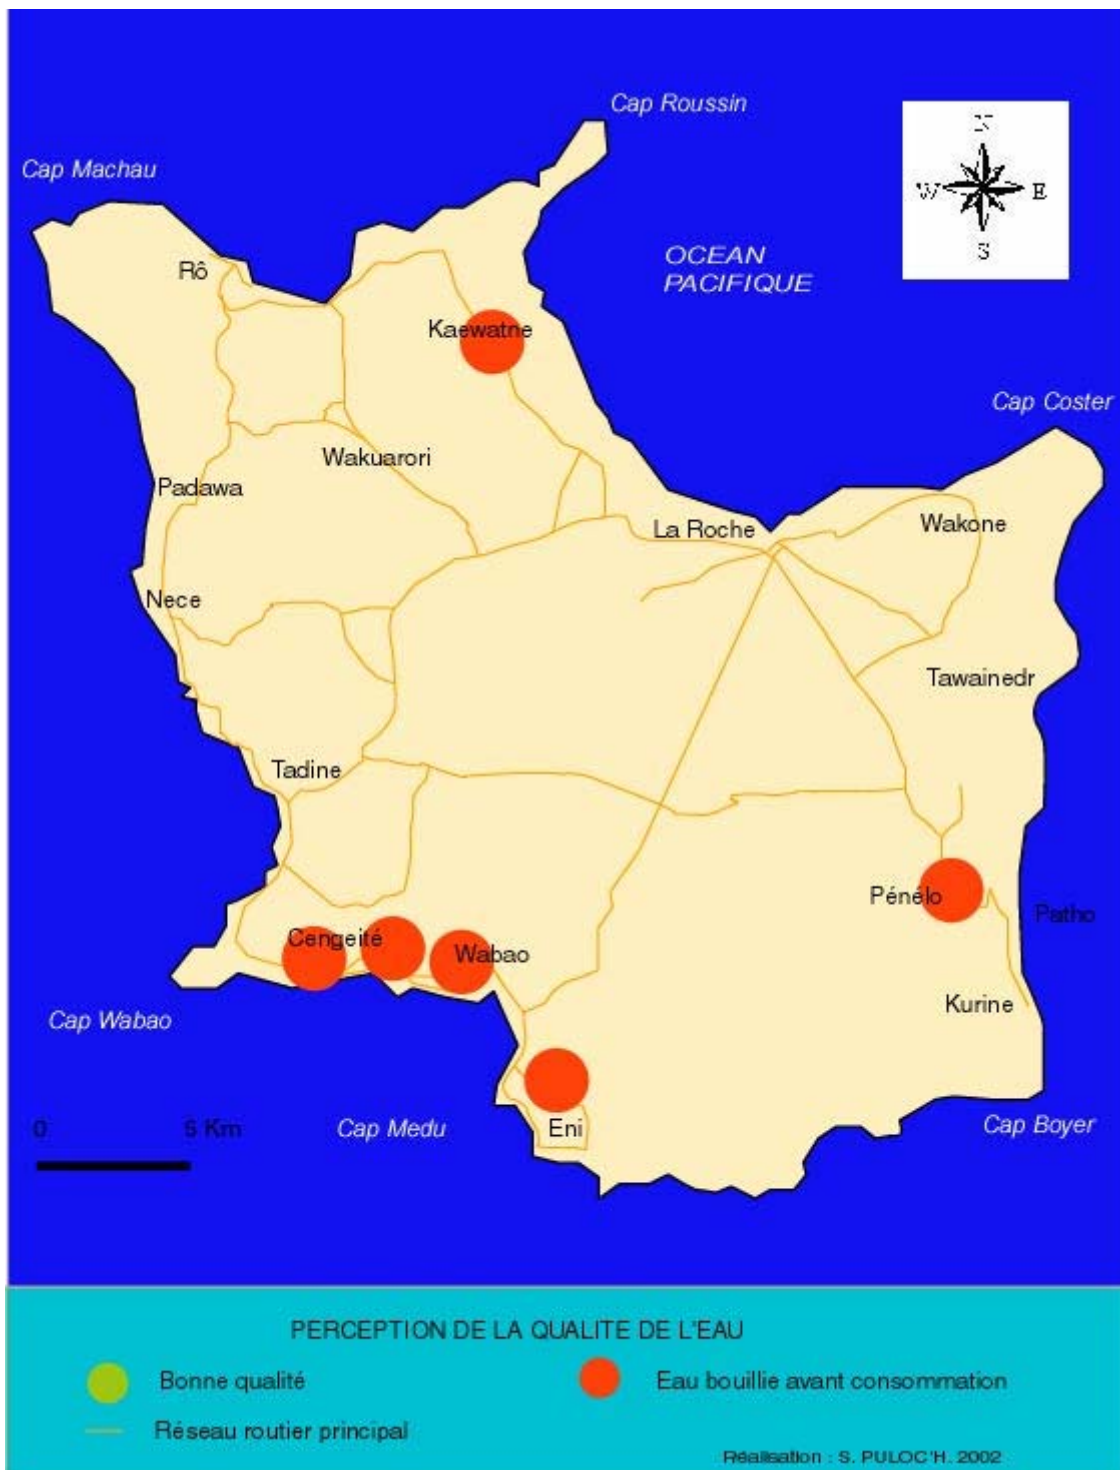 Cap Roussin
N
Cap Machau
W E
S
OCEAN
PACIFIQUE
Rô
Kaewatne
Cap Coster
Wakuarori
Padawa
Wakone
La Roche
Nece
Tawainedr
Tadine
Pénélo
Patho
Cengeité
Wabao
Kurine
Cap Wabao
0 5 Km
Cap Medu
Eni
Cap Boyer
PERCEPTION DE LA QUALITE DE L'EAU
Bonne qualité
Eau bouillie avant consommation
Réseau routier principal
Réalisation : S. PULOC'H. 2002